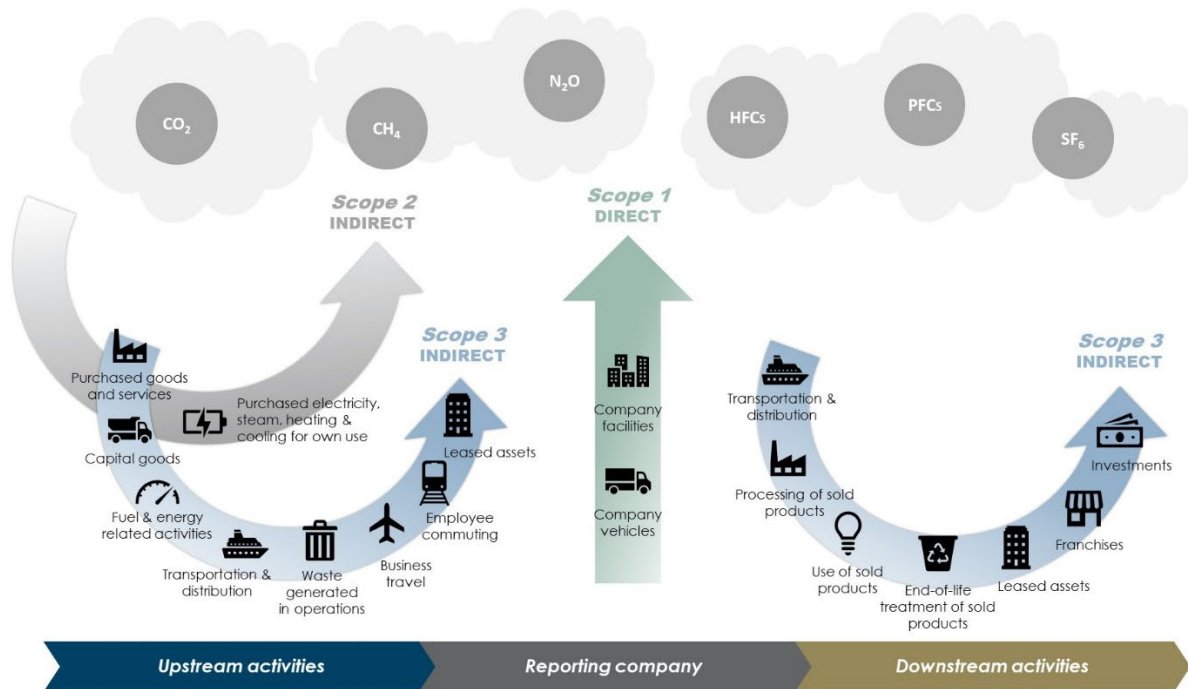 CO₂
CH₄
N₂O
HFCs
PFCs
SF₆
Scope 2
INDIRECT
Scope 1
DIRECT
Scope 3
INDIRECT
Scope 3
INDIRECT
Purchased goods
and services
Capital goods
Fuel & energy
related activities
Purchased electricity,
steam, heating &
cooling for own use
Transportation &
distribution
Waste
generated
in operations
Business
travel
Employee
commuting
Leased assets
Company
facilities
Company
vehicles
Transportation &
distribution
Processing of sold
products
Use of sold
products
End-of-life
treatment of sold
products
Leased assets
Franchises
Investments
Upstream activities
Reporting company
Downstream activities